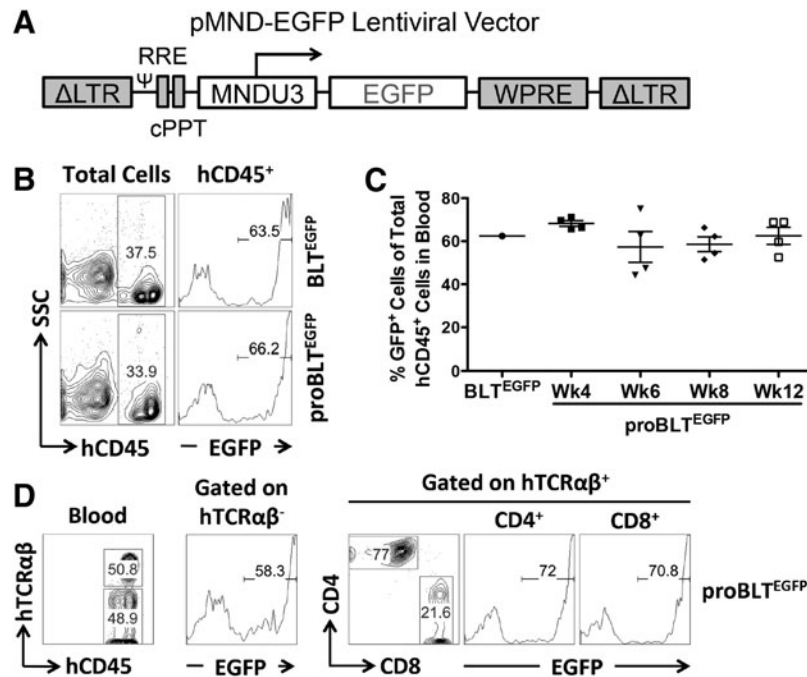 A
pMND-EGFP Lentiviral Vector
RRE
Ψ
ΔLTR
MNDU3
EGFP
WPRE
ΔLTR
cPPT
B
Total Cells
hCD45⁺
37.5
63.5
BLTᴱᴳᶠᴾ
33.9
66.2
proBLTᴱᴳᶠᴾ
SSC
hCD45
EGFP
C
% GFP⁺ Cells of Total
hCD45⁺ Cells in Blood
80
60
40
20
0
BLTᴱᴳᶠᴾ
Wk4
Wk6
Wk8
Wk12
proBLTᴱᴳᶠᴾ
D
Blood
Gated on
hTCRαβ⁻
Gated on hTCRαβ⁺
CD4⁺
CD8⁺
50.8
48.9
58.3
77
21.6
72
70.8
proBLTᴱᴳᶠᴾ
hTCRαβ
hCD45
EGFP
CD4
CD8
EGFP